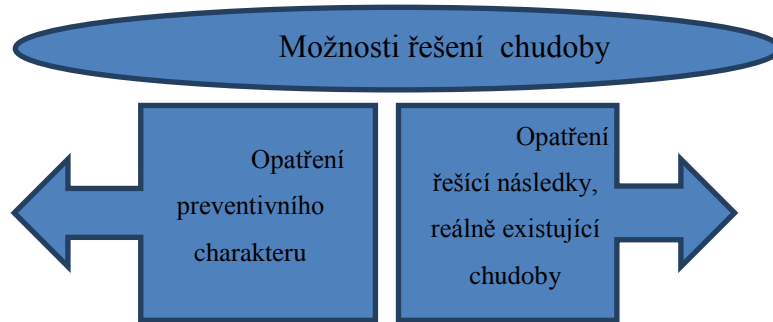 Možnosti řešení chudoby
Opatření
preventivního
charakteru
Opatření
řešící následky,
reálně existující
chudoby